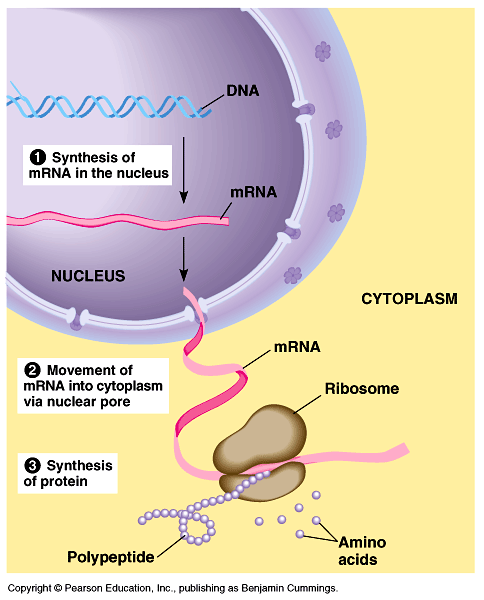 DNA
1 Synthesis of
mRNA in the nucleus
mRNA
NUCLEUS
CYTOPLASM
mRNA
2 Movement of
mRNA into cytoplasm
via nuclear pore
Ribosome
3 Synthesis
of protein
Polypeptide
Amino
acids
Copyright © Pearson Education, Inc., publishing as Benjamin Cummings.